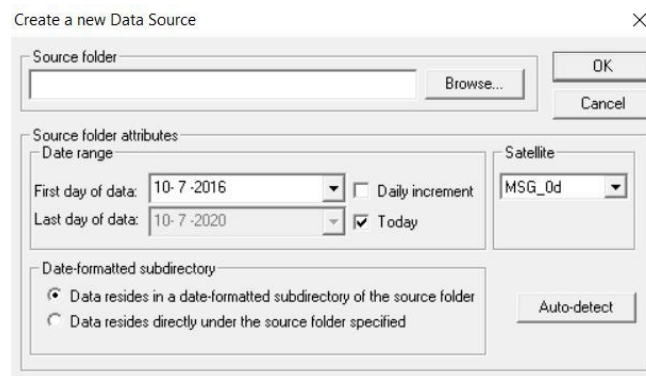 Create a new Data Source
Source folder
Browse...
OK
Cancel
Source folder attributes
Date range
First day of data: 10- 7 -2016 Daily increment
Last day of data: 10- 7 -2020 Today
Satellite
MSG_0d
Date-formatted subdirectory
Data resides in a date-formatted subdirectory of the source folder
Data resides directly under the source folder specified
Auto-detect